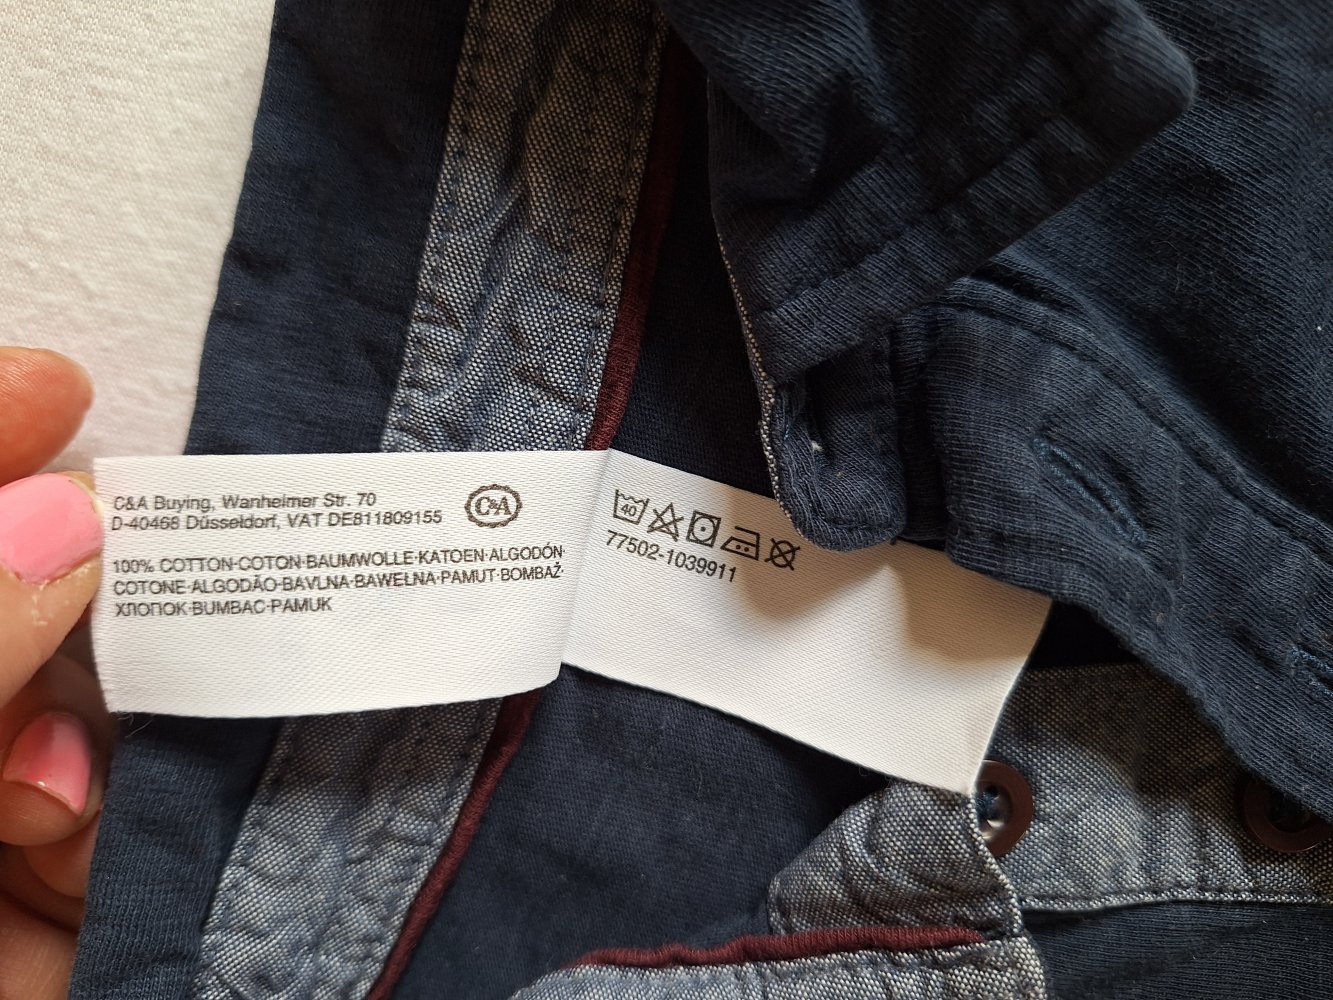 C&A Buying, Wanheimer Str. 70
D-40468 Düsseldorf, VAT DE811809155
C&A
100% COTTON·COTON·BAUMWOLLE·KATOEN·ALGODÓN·
COTONE·ALGODÃO·BAVLNA·BAWEŁNA·PAMUT·BOMBAŽ·
ХЛОПОК·BUMBAC·PAMUK
40
77502-1039911